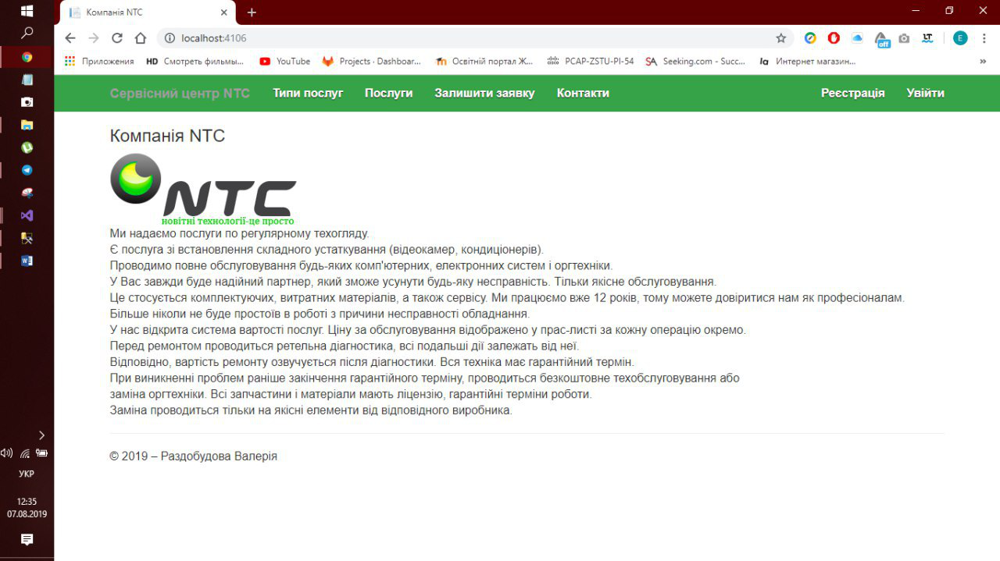 Компанія NTC
localhost:4106
off
LT
E
Приложения
HD Смотреть фильмы...
YouTube
Projects · Dashboar...
Освітній портал Ж...
PCAP-ZSTU-PI-54
SA Seeking.com - Succ...
Интернет магазин...
»
Сервісний центр NTC
Типи послуг
Послуги
Залишити заявку
Контакти
Реєстрація
Увійти
Компанія NTC
NTC
новітні технології-це просто
Ми надаємо послуги по регулярному техогляду.
Є послуга зі встановлення складного устаткування (відеокамер, кондиціонерів).
Проводимо повне обслуговування будь-яких комп'ютерних, електронних систем і оргтехніки.
У Вас завжди буде надійний партнер, який зможе усунути будь-яку несправність. Тільки якісне обслуговування.
Це стосується комплектуючих, витратних матеріалів, а також сервісу. Ми працюємо вже 12 років, тому можете довіритися нам як професіоналам.
Більше ніколи не буде простоїв в роботі з причини несправності обладнання.
У нас відкрита система вартості послуг. Ціну за обслуговування відображено у прас-листі за кожну операцію окремо.
Перед ремонтом проводиться ретельна діагностика, всі подальші дії залежать від неї.
Відповідно, вартість ремонту озвучується після діагностики. Вся техніка має гарантійний термін.
При виникненні проблем раніше закінчення гарантійного терміну, проводиться безкоштовне техобслуговування або
заміна оргтехніки. Всі запчастини і матеріали мають ліцензію, гарантійні терміни роботи.
Заміна проводиться тільки на якісні елементи від відповідного виробника.
© 2019 – Раздобудова Валерія
УКР
12:35
07.08.2019